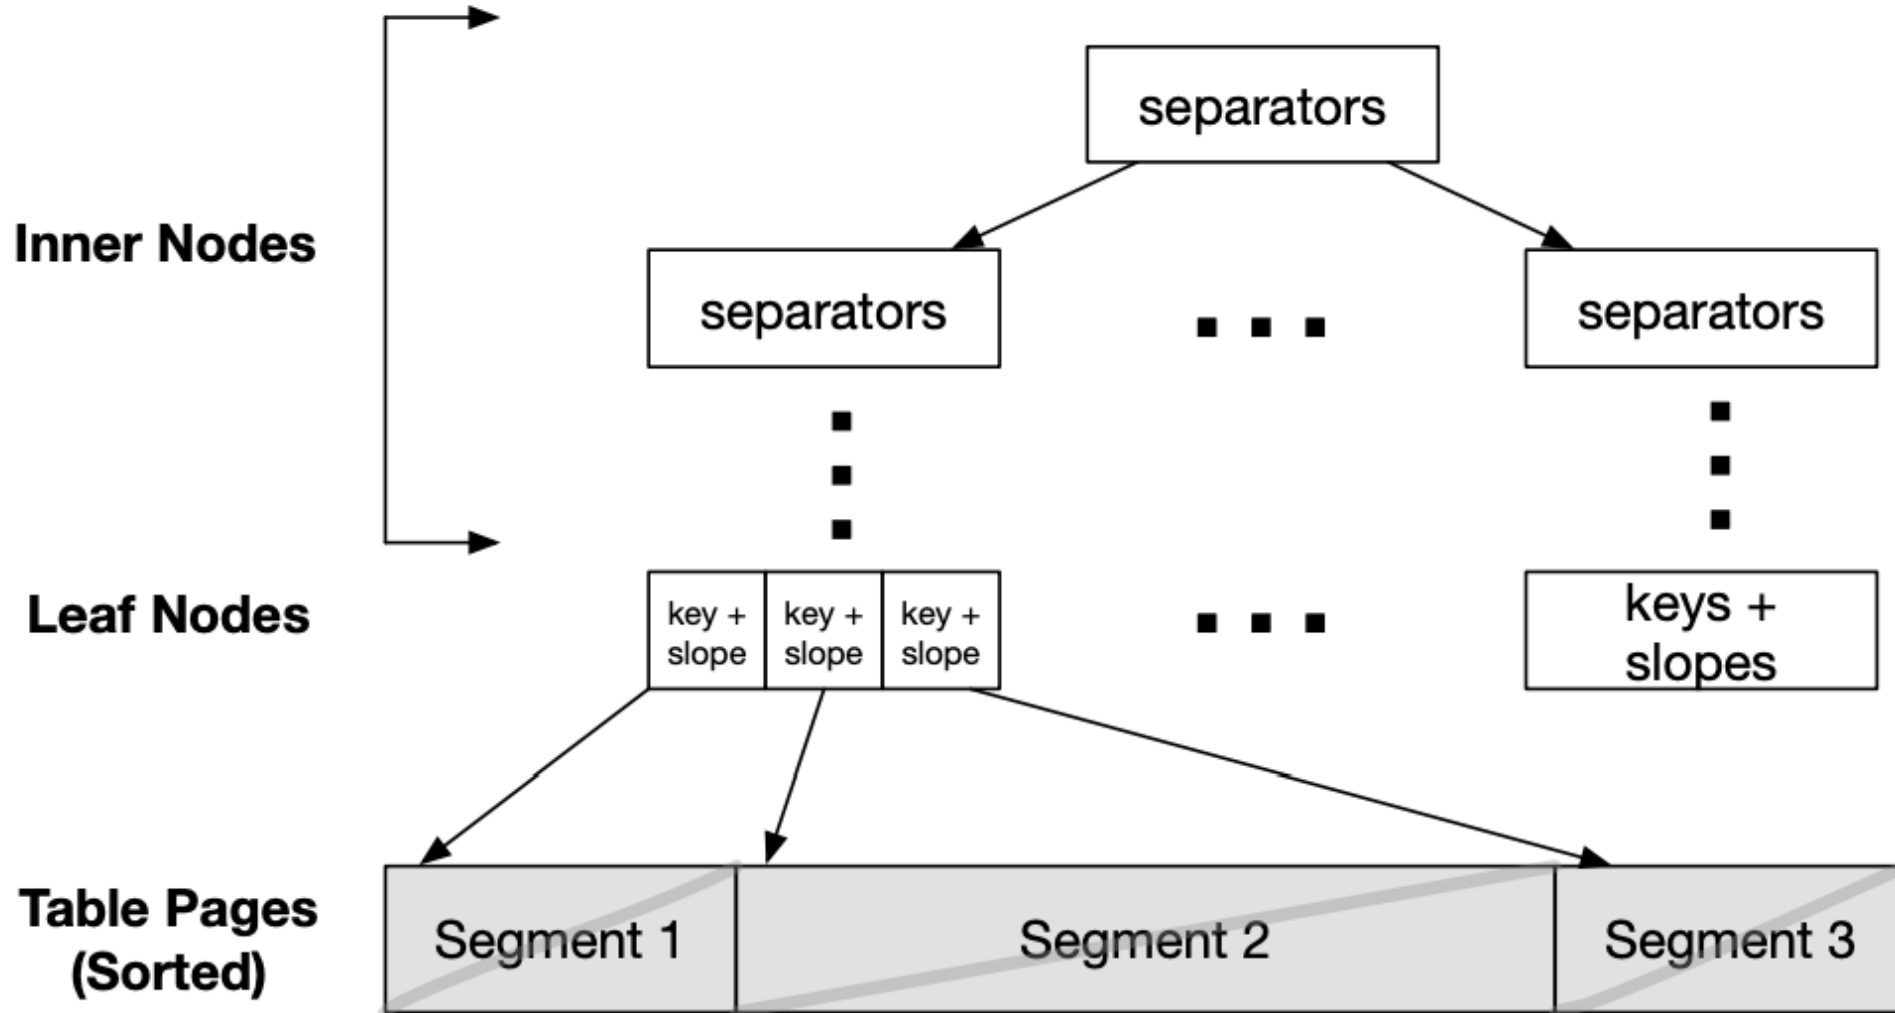 separators
Inner Nodes
separators
separators
Leaf Nodes
key +
slope
key +
slope
key +
slope
keys +
slopes
Table Pages
(Sorted)
Segment 1
Segment 2
Segment 3